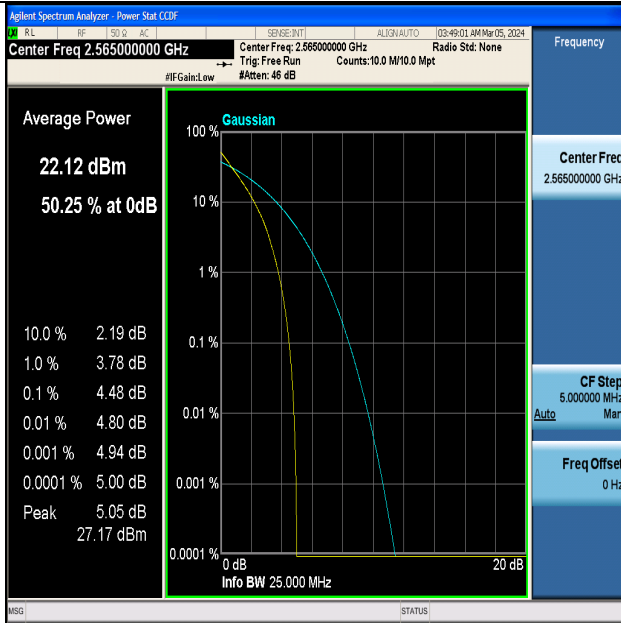 Agilent Spectrum Analyzer - Power Stat CCDF
LXI RL RF 50 Ω AC SENSE:INT ALIGN AUTO 03:49:01 AM Mar 05, 2024
Center Freq 2.565000000 GHz
Center Freq: 2.565000000 GHz Radio Std: None
Trig: Free Run Counts:10.0 M/10.0 Mpt
#IFGain:Low #Atten: 46 dB
Frequency
Average Power
22.12 dBm
50.25 % at 0dB
10.0 % 2.19 dB
1.0 % 3.78 dB
0.1 % 4.48 dB
0.01 % 4.80 dB
0.001 % 4.94 dB
0.0001 % 5.00 dB
Peak 5.05 dB
27.17 dBm
Gaussian
100 %
10 %
1 %
0.1 %
0.01 %
0.001 %
0.0001 %
0 dB 20 dB
Info BW 25.000 MHz
Center Freq
2.565000000 GHz
CF Step
5.000000 MHz
Auto Man
Freq Offset
0 Hz
MSG STATUS